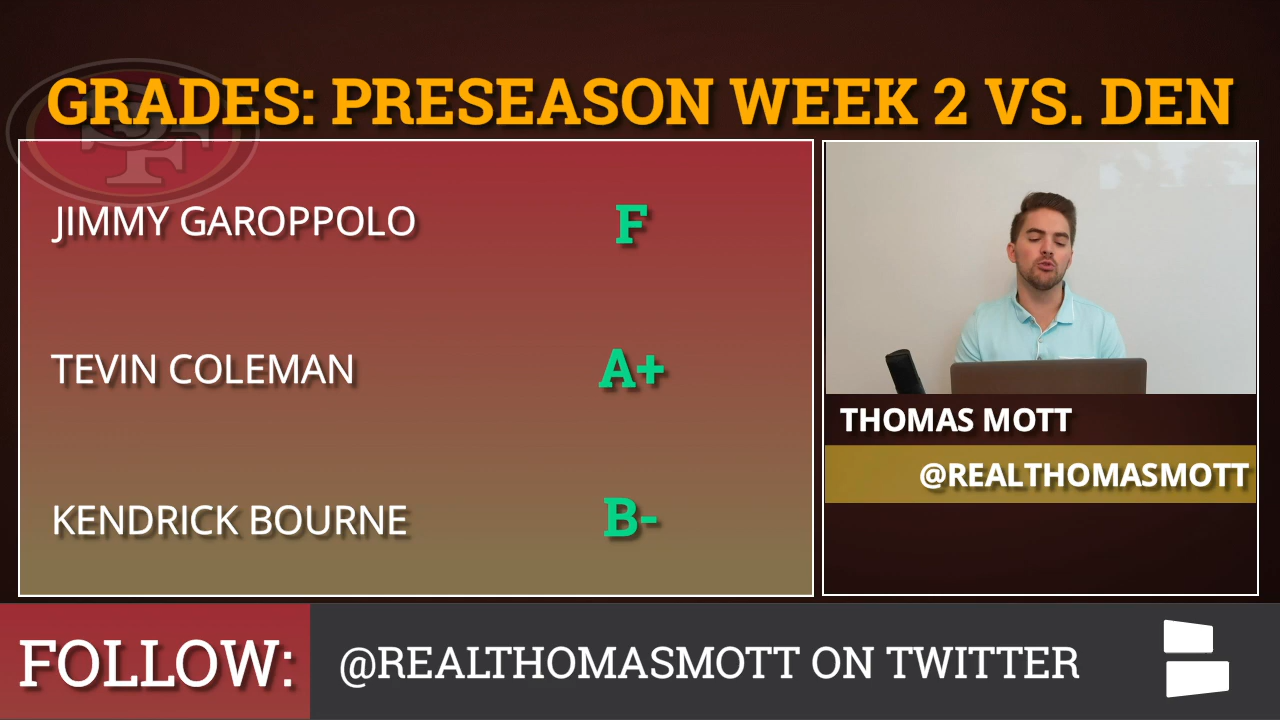 GRADES: PRESEASON WEEK 2 VS. DEN
SF
JIMMY GAROPPOLO F
TEVIN COLEMAN A+
KENDRICK BOURNE B-
THOMAS MOTT
@REALTHOMASMOTT
FOLLOW: @REALTHOMASMOTT ON TWITTER